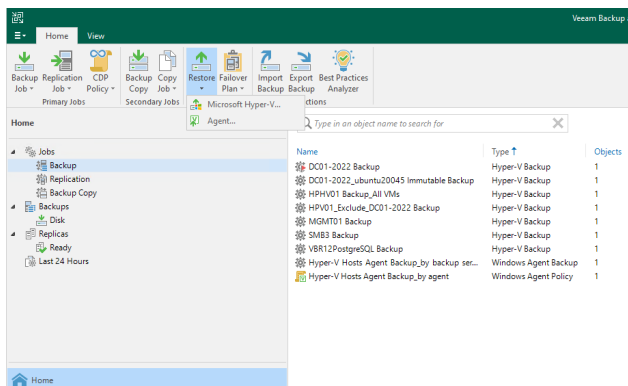 Veeam Backup
Home View
Backup Job Replication Job CDP Policy Backup Copy Copy Job Restore Failover Plan Import Backup Export Backup Best Practices Analyzer
Primary Jobs Secondary Jobs ctions
Microsoft Hyper-V...
Agent...
Home
Type in an object name to search for
Jobs
Backup
Replication
Backup Copy
Backups
Disk
Replicas
Ready
Last 24 Hours
Name Type Objects
DC01-2022 Backup Hyper-V Backup 1
DC01-2022_ubuntu20045 Immutable Backup Hyper-V Backup 1
HPHV01 Backup_All VMs Hyper-V Backup 1
HPV01_Exclude_DC01-2022 Backup Hyper-V Backup 1
MGMT01 Backup Hyper-V Backup 1
SMB3 Backup Hyper-V Backup 1
VBR12PostgreSQL Backup Hyper-V Backup 1
Hyper-V Hosts Agent Backup_by backup ser... Windows Agent Backup 1
Hyper-V Hosts Agent Backup_by agent Windows Agent Policy 1
Home